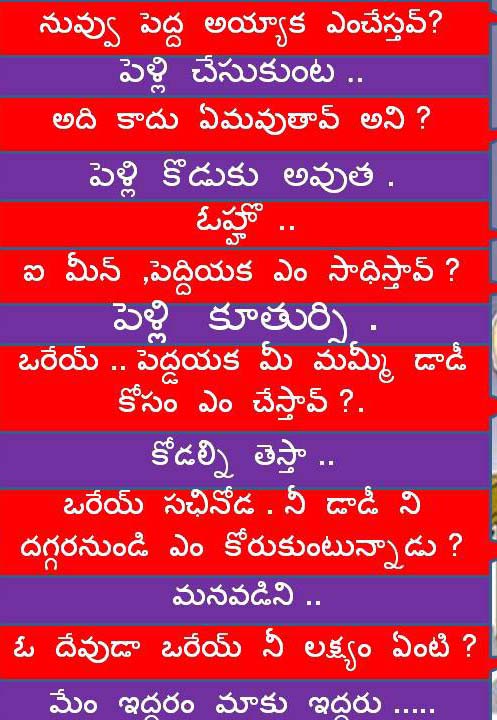 నువ్వు పెద్ద అయ్యాక ఎంచేస్తవ్?
పెళ్లి చేసుకుంట ..
అది కాదు ఏమవుతావ్ అని ?
పెళ్లి కొడుకు అవుత .
ఓహ్హొ ..
ఐ మీన్ ,పెద్దియక ఎం సాధిస్తావ్ ?
పెళ్లి కూతుర్ని .
ఒరేయ్ .. పెద్దయక మీ మమ్మీ డాడీ
కోసం ఎం చేస్తావ్ ?.
కోడల్ని తెస్తా ..
ఒరేయ్ సచినోడ . నీ డాడీ ని
దగ్గరనుండి ఎం కోరుకుంటున్నాడు ?
మనవడిని ..
ఓ దేవుడా ఒరేయ్ నీ లక్ష్యం ఏంటి ?
మేం ఇద్దరం మాకు ఇద్దరు .....